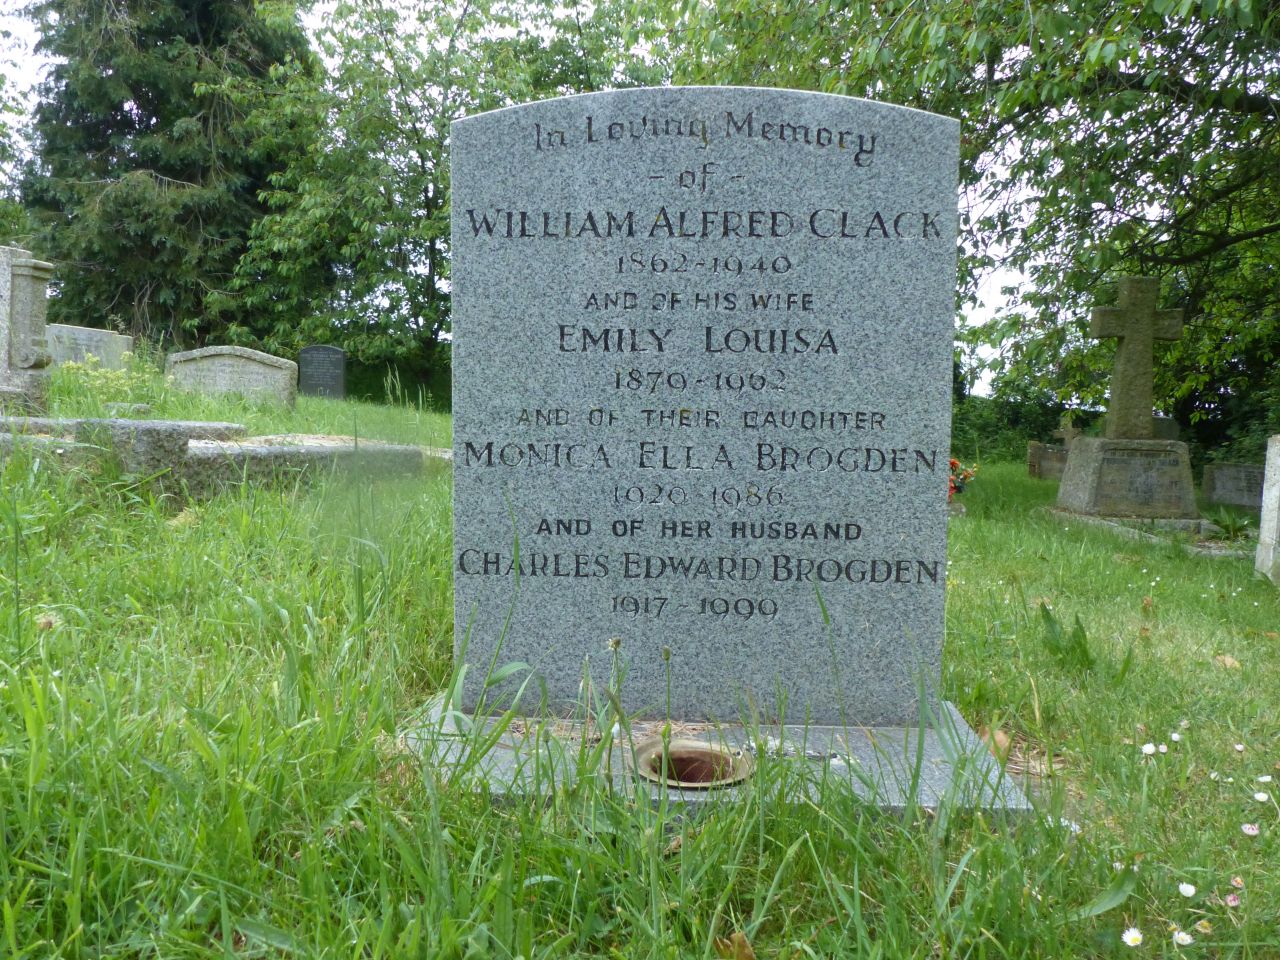 In Loving Memory
- of -
WILLIAM ALFRED CLACK
1862-1940
AND OF HIS WIFE
EMILY LOUISA
1879-1962
AND OF THEIR DAUGHTER
MONICA ELLA BROGDEN
1920-1986
AND OF HER HUSBAND
CHARLES EDWARD BROGDEN
1917-1999